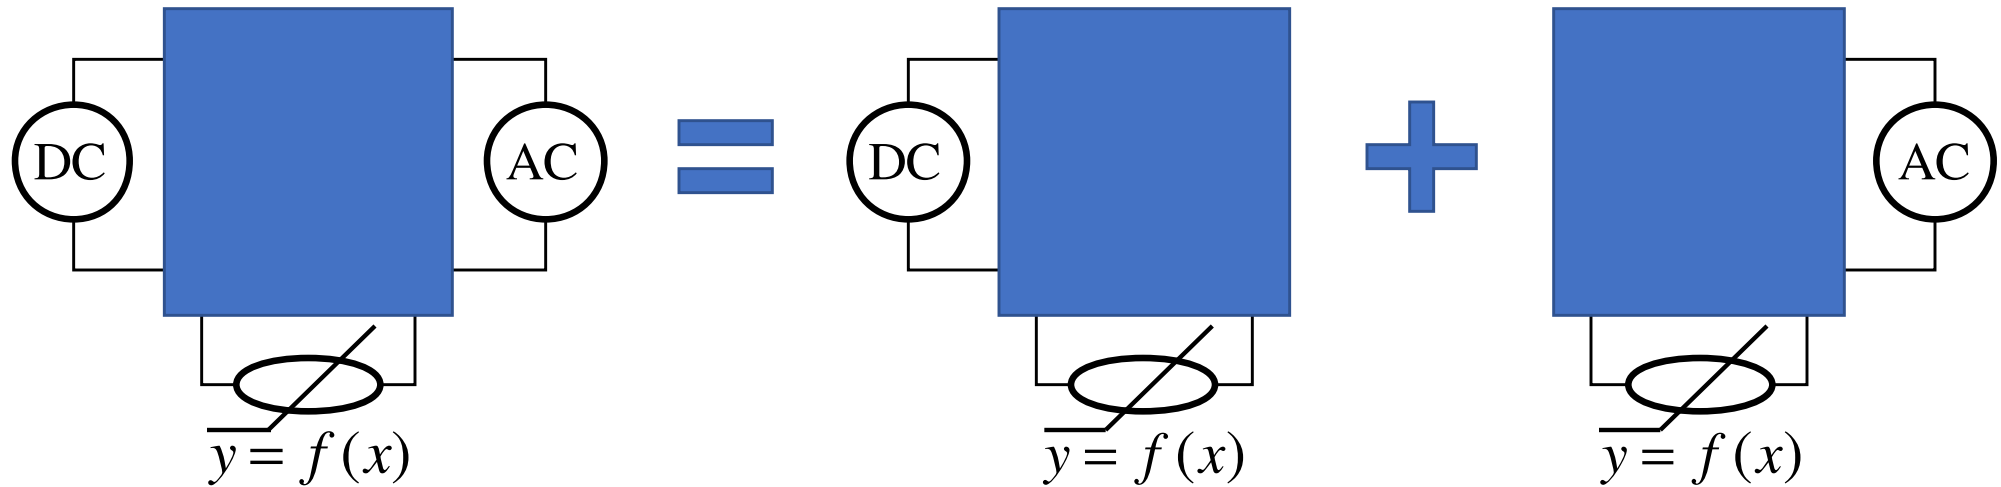 DC AC DC AC
y = f(x) y = f(x) y = f(x)